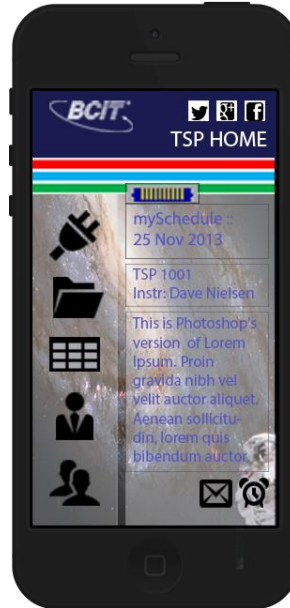 BCIT
TSP HOME
mySchedule ::
25 Nov 2013
TSP 1001
Instr: Dave Nielsen
This is Photoshop's
version of Lorem
Ipsum. Proin
gravida nibh vel
velit auctor aliquet.
Aenean sollicitu-
din, lorem quis
bibendum auctor,